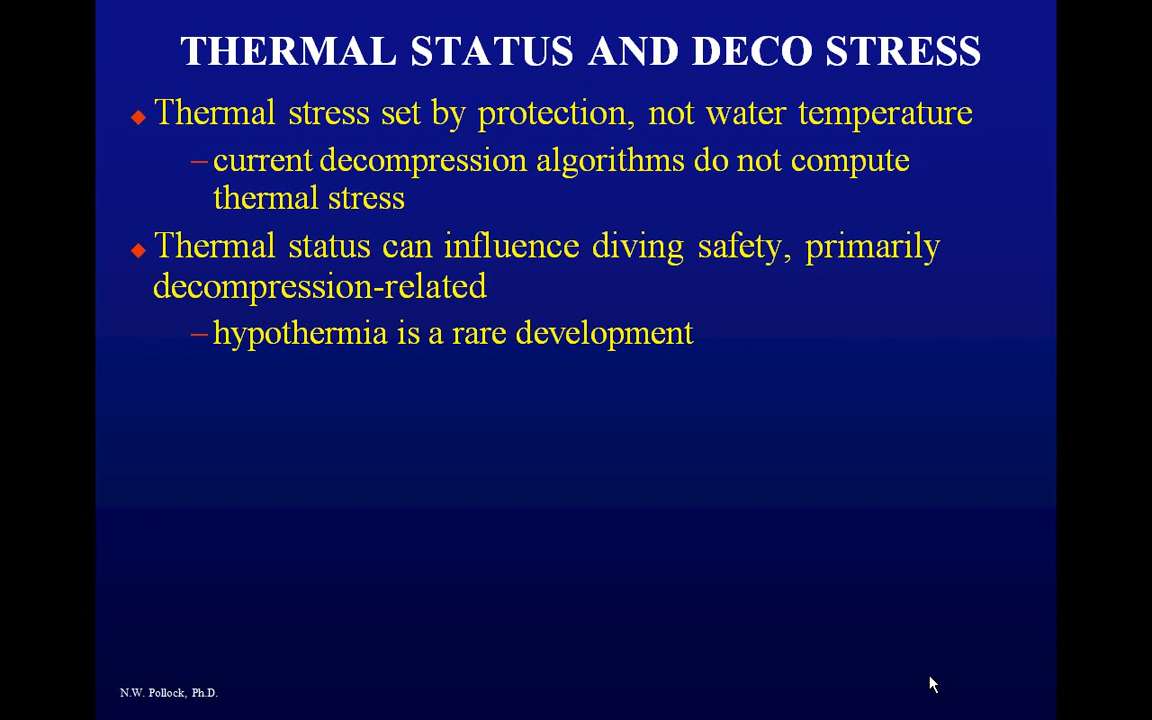 THERMAL STATUS AND DECO STRESS
Thermal stress set by protection, not water temperature
–current decompression algorithms do not compute
thermal stress
Thermal status can influence diving safety, primarily
decompression-related
–hypothermia is a rare development
N.W. Pollock, Ph.D.